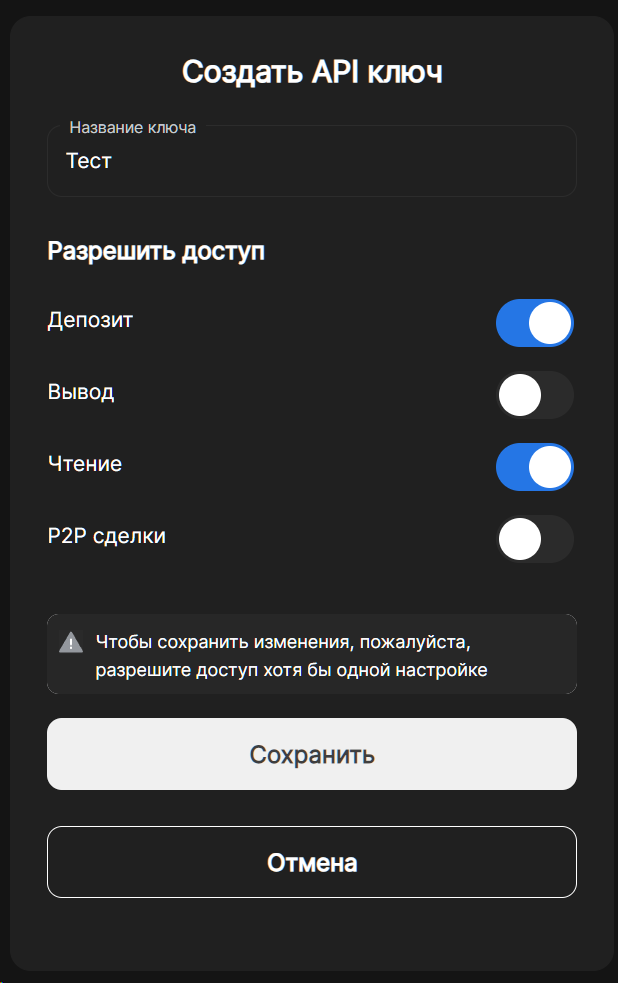 Создать API ключ
Название ключа
Тест
Разрешить доступ
Депозит
Вывод
Чтение
P2P сделки
Чтобы сохранить изменения, пожалуйста,
разрешите доступ хотя бы одной настройке
Сохранить
Отмена